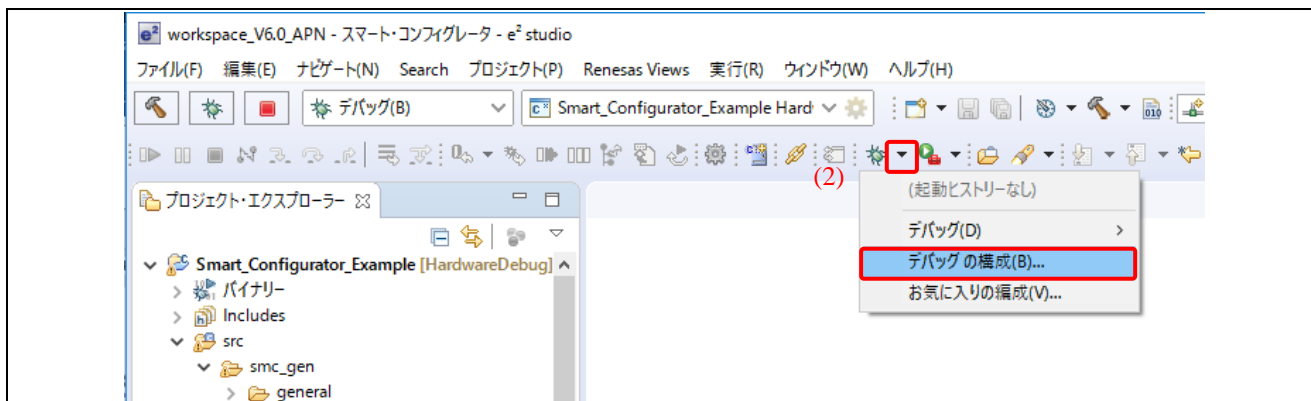 e² workspace_V6.0_APN - スマート・コンフィグレータ - e² studio
ファイル(F) 編集(E) ナビゲート(N) Search プロジェクト(P) Renesas Views 実行(R) ウインドウ(W) ヘルプ(H)
デバッグ(B) Smart_Configurator_Example Hard
(2)
(起動ヒストリーなし)
プロジェクト・エクスプローラー
デバッグ(D)
デバッグ の構成(B)...
お気に入りの編成(V)...
Smart_Configurator_Example [HardwareDebug]
バイナリー
Includes
src
smc_gen
general